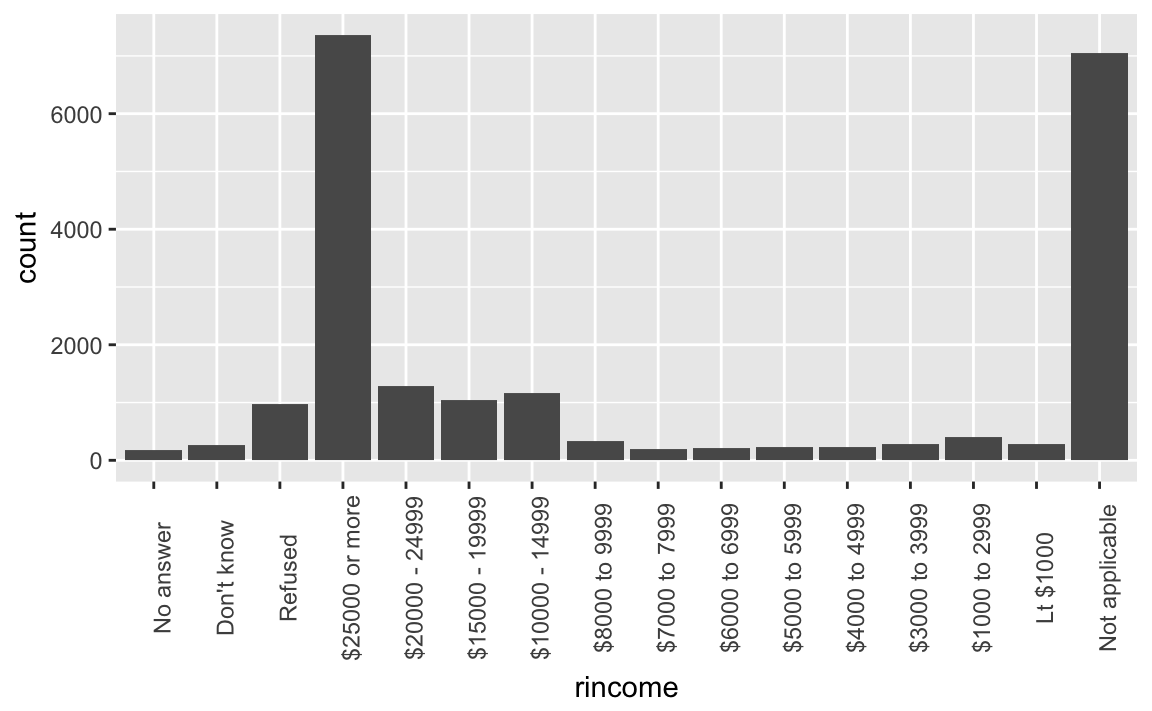 6000
4000
2000
0
count
No answer
Don't know
Refused
$25000 or more
$20000 - 24999
$15000 - 19999
$10000 - 14999
$8000 to 9999
$7000 to 7999
$6000 to 6999
$5000 to 5999
$4000 to 4999
$3000 to 3999
$1000 to 2999
Lt $1000
Not applicable
rincome